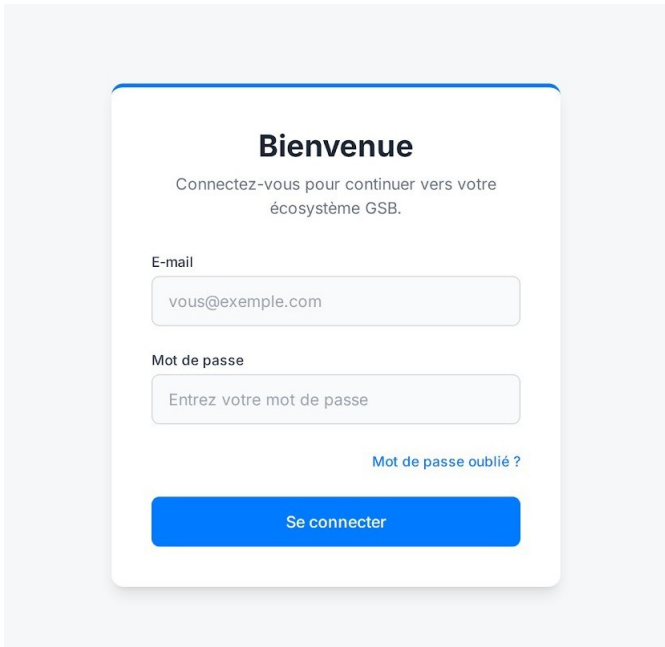 Bienvenue
Connectez-vous pour continuer vers votre
écosystème GSB.
E-mail
vous@exemple.com
Mot de passe
Entrez votre mot de passe
Mot de passe oublié ?
Se connecter